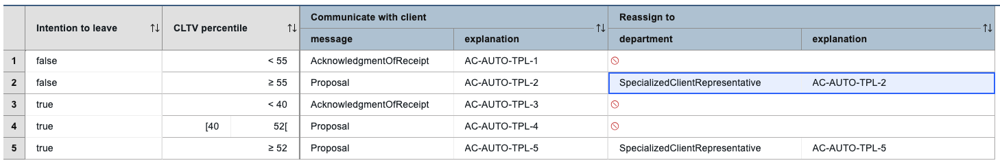 Intention to leave CLTV percentile Communicate with client Reassign to
message explanation department explanation
1 false < 55 AcknowledgmentOfReceipt AC-AUTO-TPL-1
2 false ≥ 55 Proposal AC-AUTO-TPL-2 SpecializedClientRepresentative AC-AUTO-TPL-2
3 true < 40 AcknowledgmentOfReceipt AC-AUTO-TPL-3
4 true [40 52[ Proposal AC-AUTO-TPL-4
5 true ≥ 52 Proposal AC-AUTO-TPL-5 SpecializedClientRepresentative AC-AUTO-TPL-5